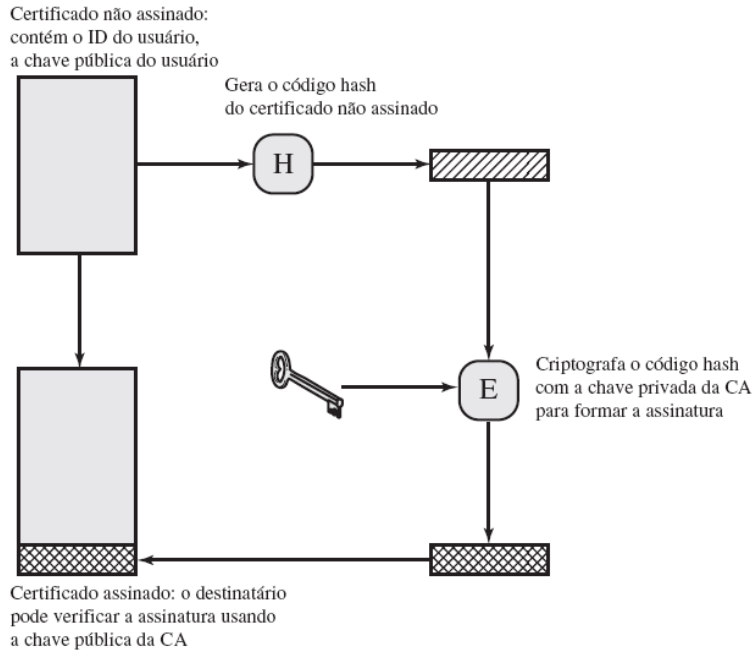 Certificado não assinado:
contém o ID do usuário,
a chave pública do usuário
Gera o código hash
do certificado não assinado
H
E
Criptografa o código hash
com a chave privada da CA
para formar a assinatura
Certificado assinado: o destinatário
pode verificar a assinatura usando
a chave pública da CA